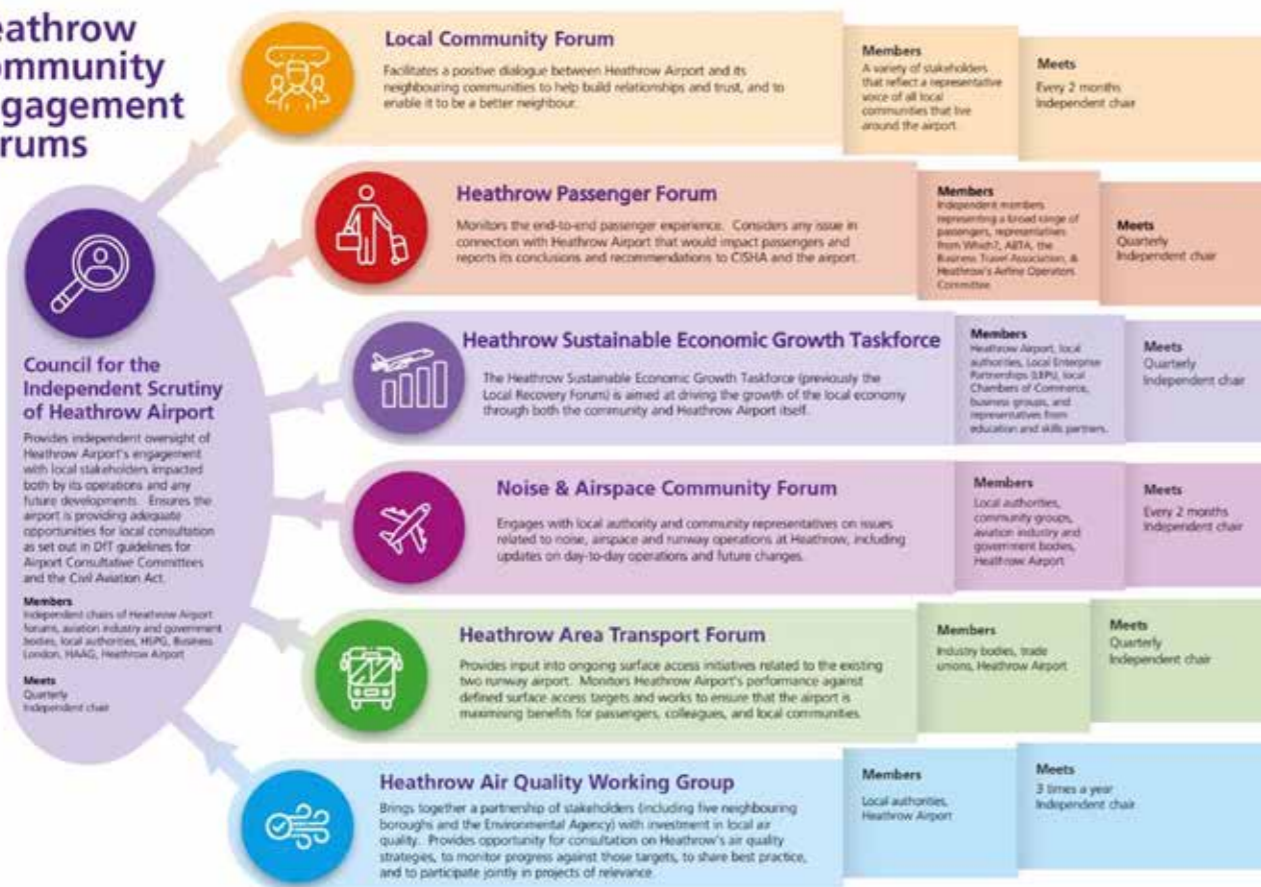 eathrow
ommunity
gagement
rums
Local Community Forum
Facilitates a positive dialogue between Heathrow Airport and its
neighbouring communities to help build relationships and trust, and to
enable it to be a better neighbour.
Members
A variety of stakeholders
that reflect a representative
voice of all local
communities that live
around the airport
Meets
Every 2 months
Independent chair
Heathrow Passenger Forum
Monitors the end-to-end passenger experience. Considers any issue in
connection with Heathrow Airport that would impact passengers and
reports its conclusions and recommendations to CISHA and the airport.
Members
Independent members
representing a broad range of
passengers, representatives
from Which?, ABTA, the
Business Travel Association, &
Heathrow's Airline Operators
Committee
Meets
Quarterly
Independent chair
Council for the
Independent Scrutiny
of Heathrow Airport
Provides independent oversight of
Heathrow Airport's engagement
with local stakeholders impacted
both by its operations and any
future developments. Ensures the
airport is providing adequate
opportunities for local consultation
as set out in DfT guidelines for
Airport Consultative Committees
and the Civil Aviation Act.
Members
Independent chairs of Heathrow Airport
forums, aviation industry and government
bodies, local authorities, HSPG, Business
London, HAAG, Heathrow Airport
Meets
Quarterly
Independent chair
Heathrow Sustainable Economic Growth Taskforce
The Heathrow Sustainable Economic Growth Taskforce (previously the
Local Recovery Forum) is aimed at driving the growth of the local economy
through both the community and Heathrow Airport itself.
Members
Heathrow Airport, local
authorities, Local Enterprise
Partnerships (LEPs), local
Chambers of Commerce,
business groups, and
representatives from
education and skills partners.
Meets
Quarterly
Independent chair
Noise & Airspace Community Forum
Engages with local authority and community representatives on issues
related to noise, airspace and runway operations at Heathrow, including
updates on day-to-day operations and future changes.
Members
Local authorities,
community groups,
aviation industry and
government bodies,
Heathrow Airport
Meets
Every 2 months
Independent chair
Heathrow Area Transport Forum
Provides input into ongoing surface access initiatives related to the existing
two runway airport. Monitors Heathrow Airport's performance against
defined surface access targets and works to ensure that the airport is
maximising benefits for passengers, colleagues, and local communities.
Members
Industry bodies, trade
unions, Heathrow Airport
Meets
Quarterly
Independent chair
Heathrow Air Quality Working Group
Brings together a partnership of stakeholders (including five neighbouring
boroughs and the Environmental Agency) with investment in local air
quality. Provides opportunity for consultation on Heathrow's air quality
strategies, to monitor progress against those targets, to share best practice,
and to participate jointly in projects of relevance.
Members
Local authorities,
Heathrow Airport
Meets
3 times a year
Independent chair